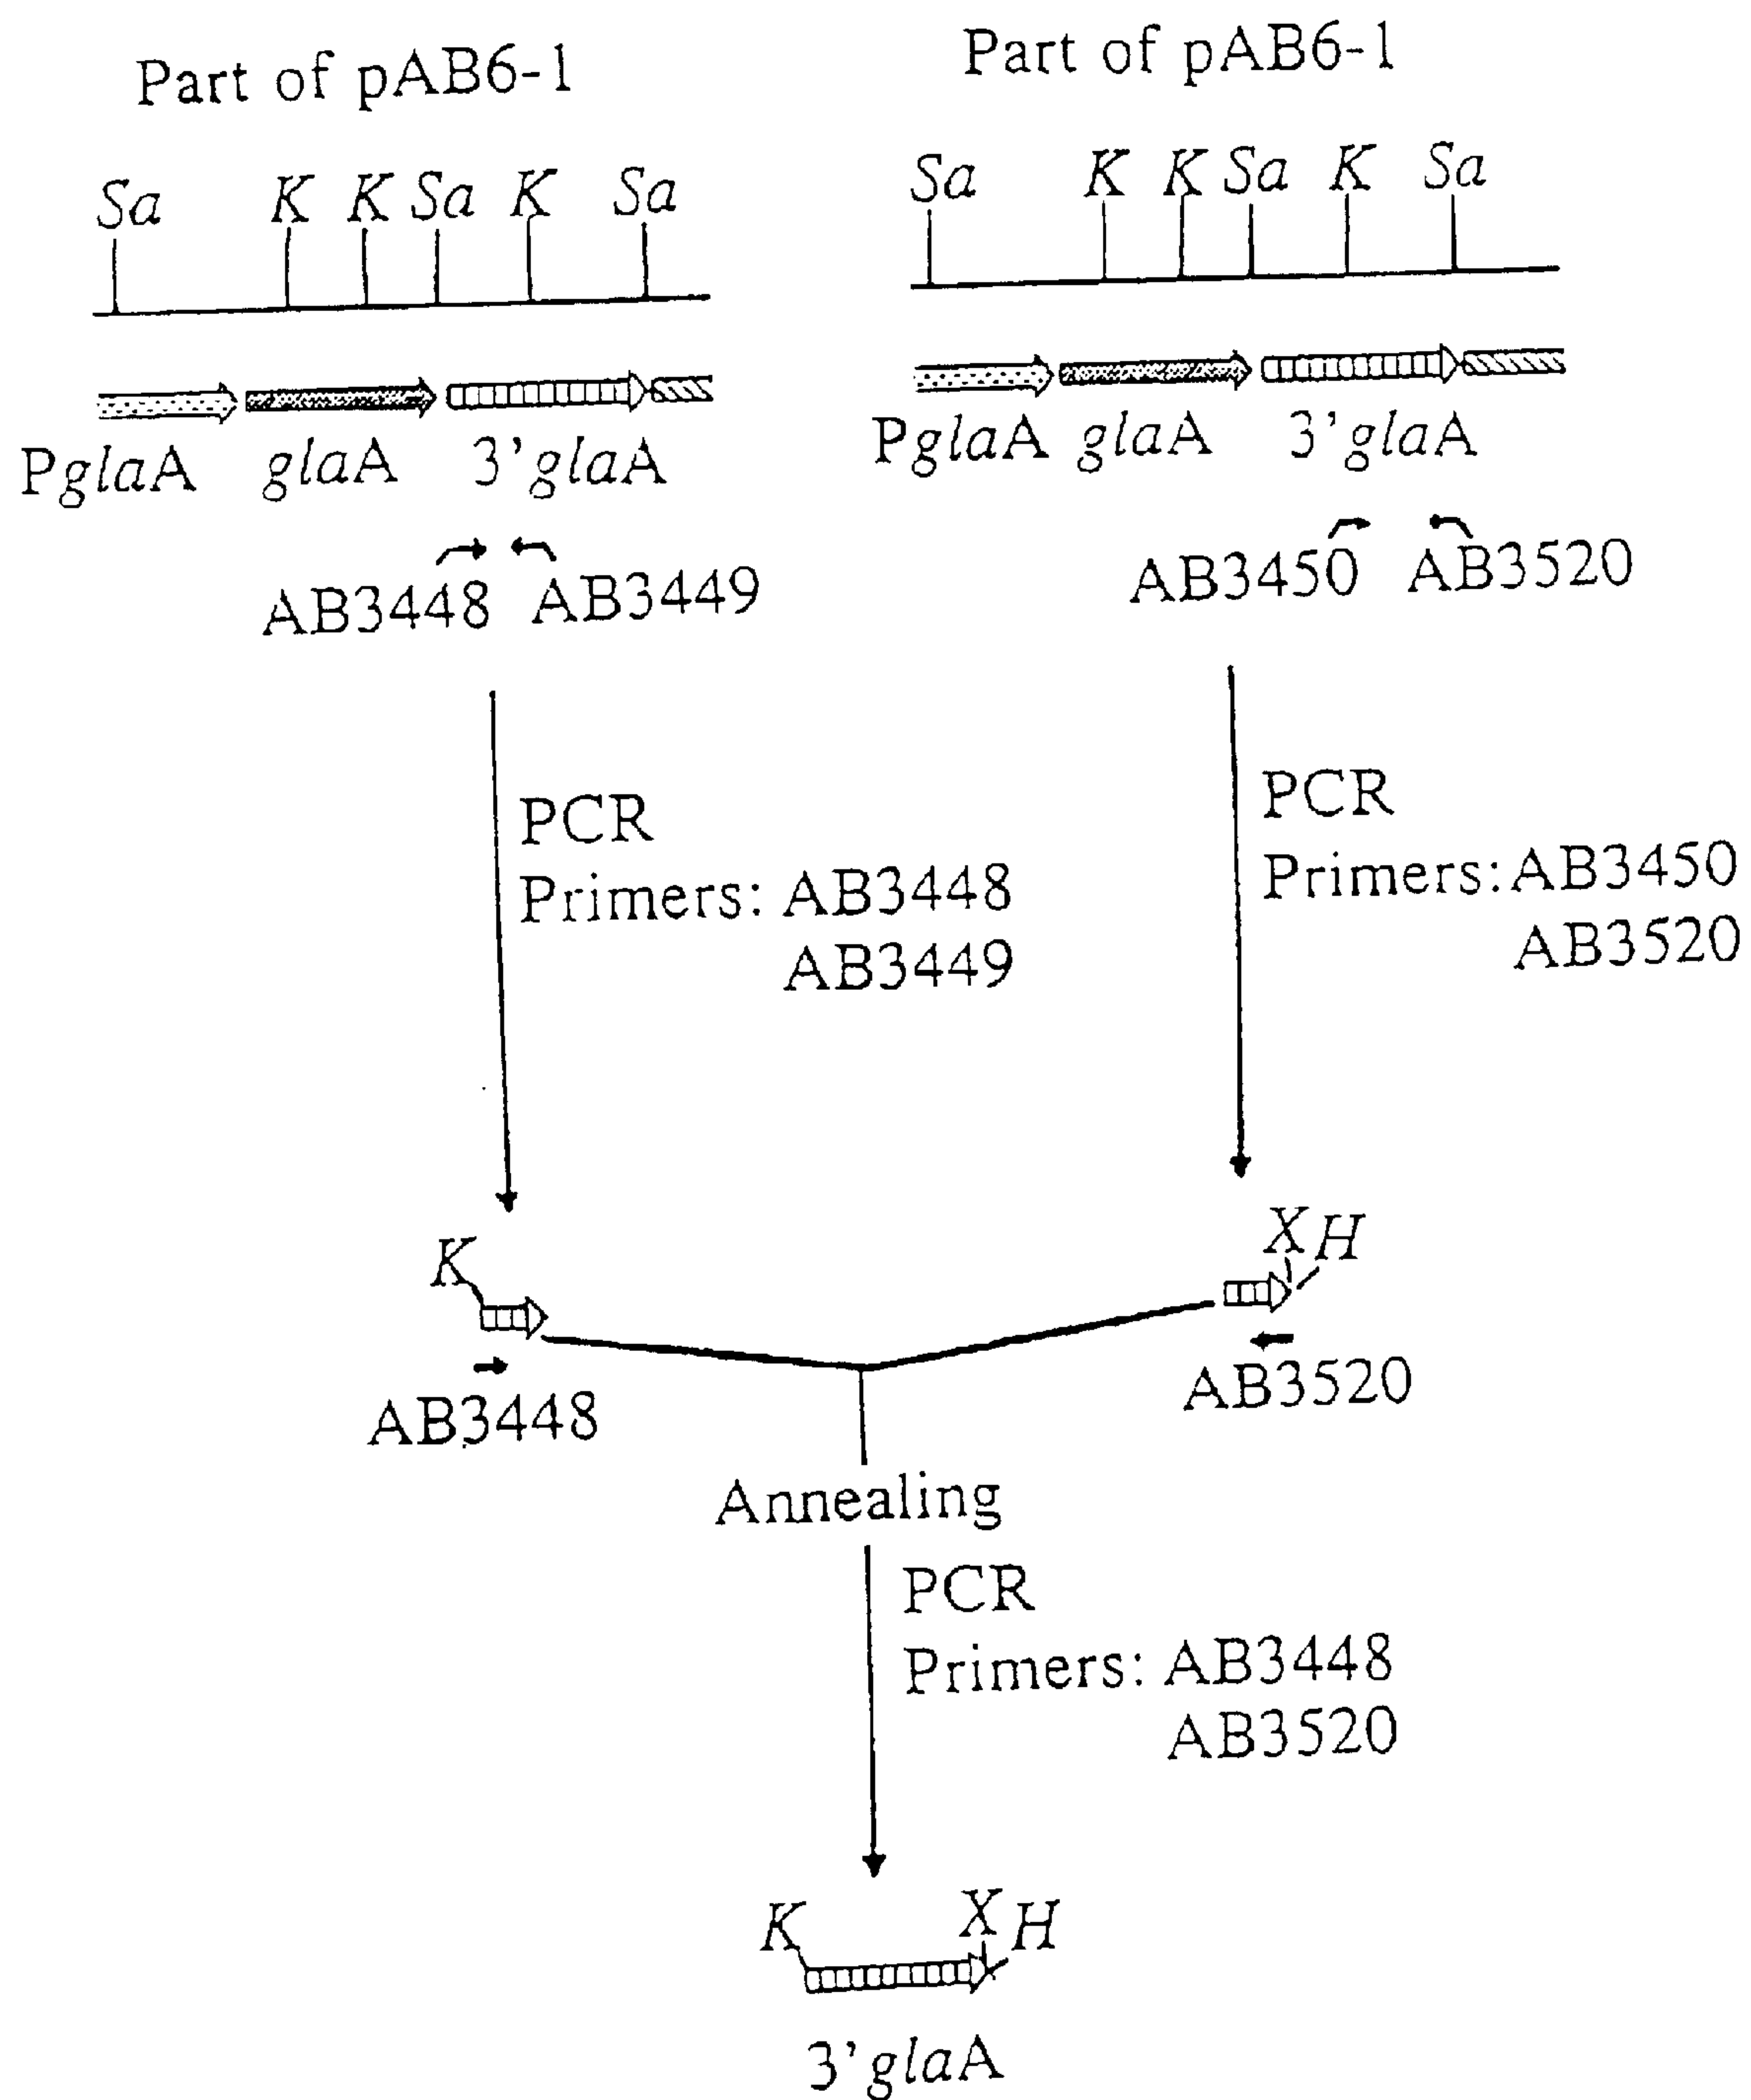 Part of pAB6-1
Part of pAB6-1
Sa K K Sa K Sa
Sa K K Sa K Sa
PglaA glaA 3'glaA
PglaA glaA 3'glaA
AB3448 AB3449
AB3450 AB3520
PCR
Primers: AB3448
AB3449
PCR
Primers: AB3450
AB3520
K
X H
AB3448
AB3520
Annealing
PCR
Primers: AB3448
AB3520
K X H
3'glaA